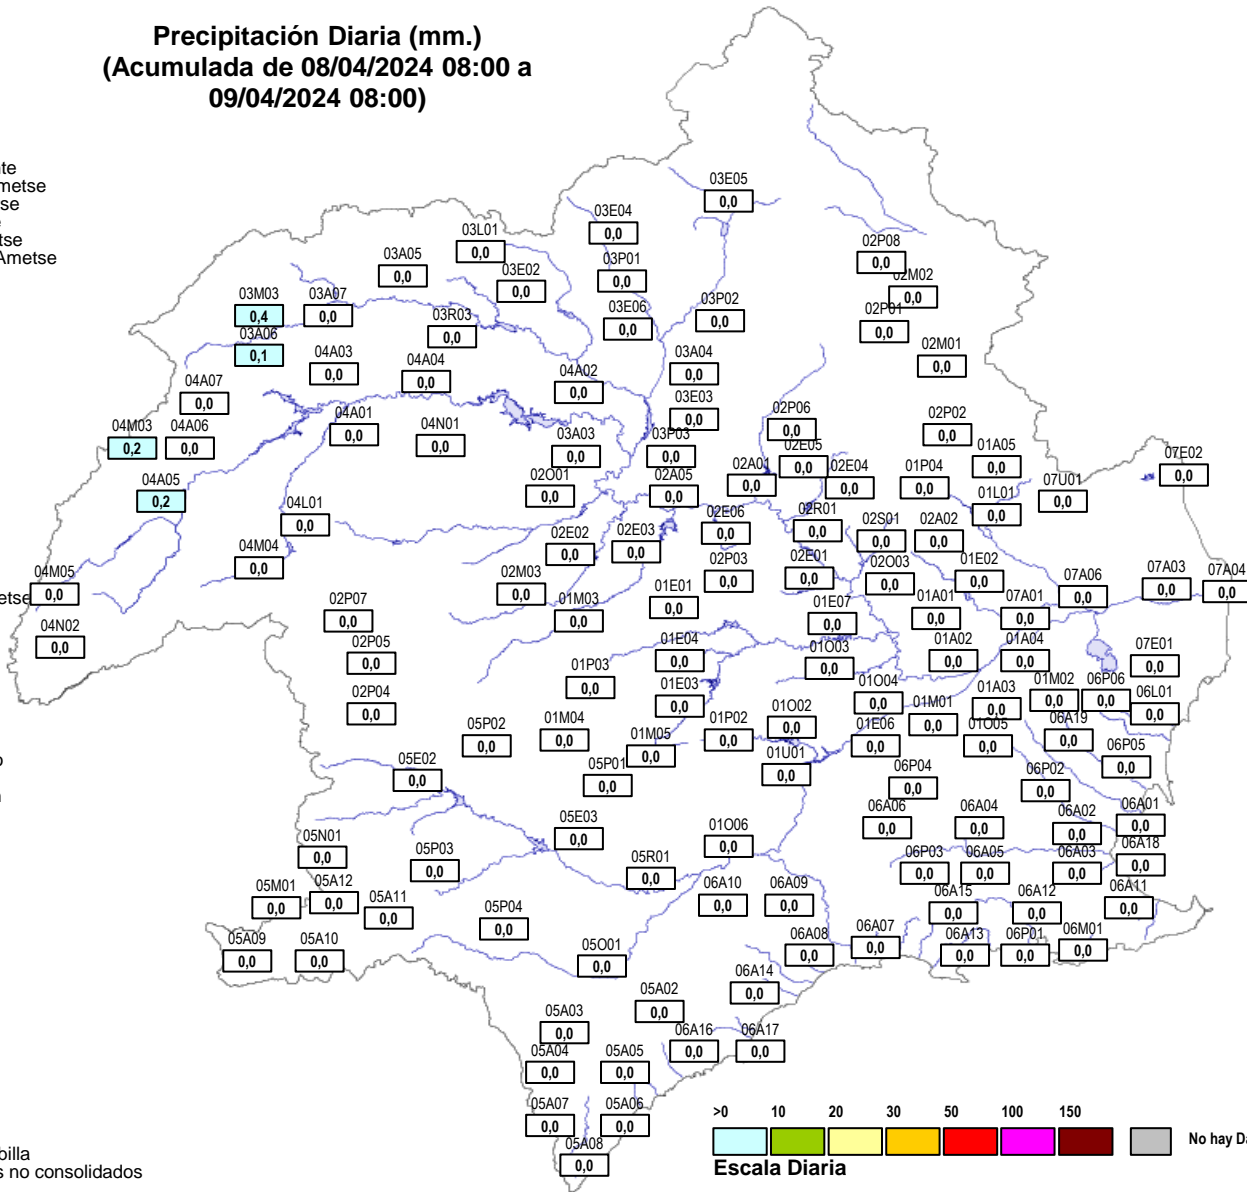 Precipitación Diaria (mm.)
(Acumulada de 08/04/2024 08:00 a
09/04/2024 08:00)
nte
metse
se
e
tse
Ametse
03E05
0,0
03E04
0,0
03L01
0,0
03A05
0,0
03E02
0,0
03P01
0,0
02P08
0,0
02M02
0,0
03M03
0,4
03A07
0,0
03R03
0,0
03E06
0,0
03P02
0,0
02P01
0,0
03A06
0,1
04A03
0,0
04A04
0,0
04A02
0,0
03A04
0,0
02M01
0,0
04A07
0,0
03E03
0,0
04M03
0,2
04A06
0,0
04A01
0,0
04N01
0,0
03A03
0,0
03P03
0,0
02P06
0,0
02P02
0,0
02E05
0,0
01A05
0,0
07E02
0,0
04A05
0,2
02O01
0,0
02A05
0,0
02A01
0,0
02E04
0,0
01P04
0,0
07U01
0,0
01L01
0,0
04L01
0,0
02E06
0,0
02R01
0,0
02S01
0,0
02A02
0,0
04M04
0,0
02E02
0,0
02E03
0,0
02P03
0,0
02E01
0,0
02O03
0,0
01E02
0,0
04M05
0,0
etse
02M03
0,0
07A06
0,0
07A03
0,0
07A04
0,0
02P07
0,0
01M03
0,0
01E01
0,0
01E07
0,0
01A01
0,0
07A01
0,0
04N02
0,0
02P05
0,0
01E04
0,0
01O03
0,0
01A02
0,0
01A04
0,0
07E01
0,0
01P03
0,0
02P04
0,0
01E03
0,0
01O04
0,0
01A03
0,0
01M02
0,0
06P06
0,0
06L01
0,0
05P02
0,0
01M04
0,0
01M05
0,0
01P02
0,0
01O02
0,0
01E06
0,0
01M01
0,0
01O05
0,0
06A19
0,0
o
05E02
0,0
05P01
0,0
01U01
0,0
06P04
0,0
06P02
0,0
06P05
0,0
05E03
0,0
01O06
0,0
06A06
0,0
06A04
0,0
06A02
0,0
06A01
0,0
05N01
0,0
05P03
0,0
05R01
0,0
06P03
0,0
06A05
0,0
06A03
0,0
06A18
0,0
05M01
0,0
05A12
0,0
05A11
0,0
05P04
0,0
06A10
0,0
06A09
0,0
06A15
0,0
06A12
0,0
06A11
0,0
05A09
0,0
05A10
0,0
05O01
0,0
06A08
0,0
06A07
0,0
06A13
0,0
06P01
0,0
06M01
0,0
05A02
0,0
06A14
0,0
05A03
0,0
06A16
0,0
06A17
0,0
05A04
0,0
05A05
0,0
05A07
0,0
05A06
0,0
05A08
0,0
>0 10 20 30 50 100 150
No hay Da
Escala Diaria
billa
s no consolidados